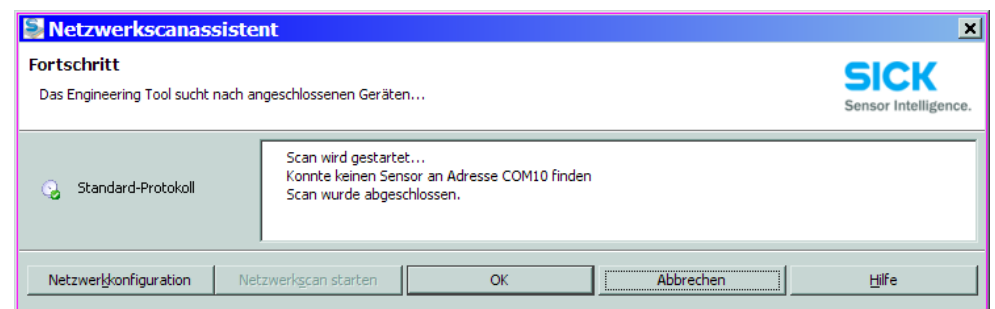 Netzwerkscanassistent
Fortschritt
Das Engineering Tool sucht nach angeschlossenen Geräten...
SICK
Sensor Intelligence.
Standard-Protokoll
Scan wird gestartet...
Konnte keinen Sensor an Adresse COM10 finden
Scan wurde abgeschlossen.
Netzwerkkonfiguration
Netzwerkscan starten
OK
Abbrechen
Hilfe